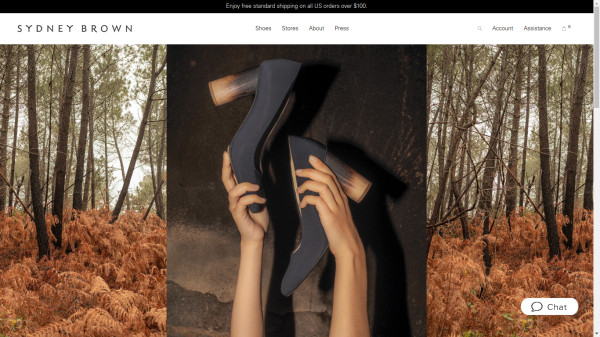 Enjoy free standard shipping on all US orders over $100.
SYDNEY BROWN
Shoes Stores About Press
Account Assistance 0
Chat